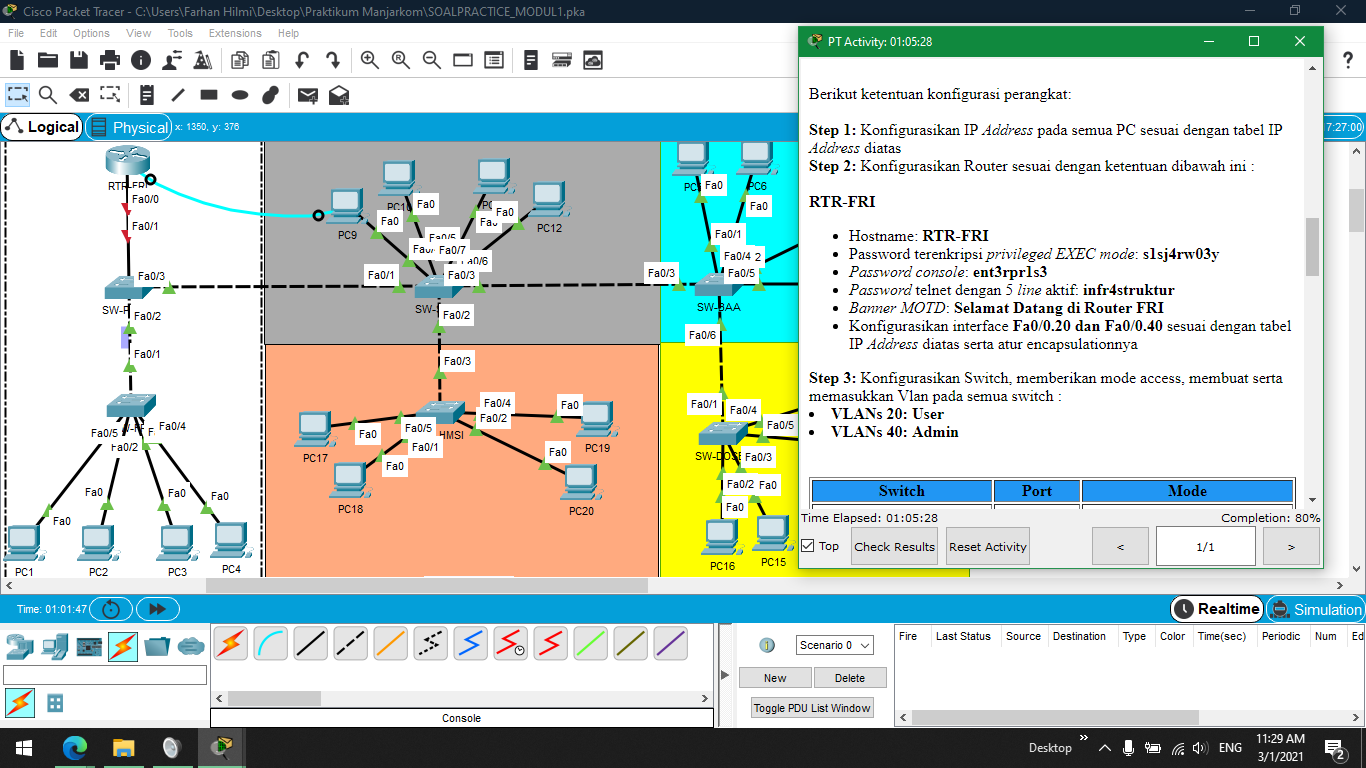 Cisco Packet Tracer - C:\Users\Farhan Hilmi\Desktop\Praktikum Manjarkom\SOALPRACTICE_MODUL1.pka
File Edit Options View Tools Extensions Help
Logical
Physical
x: 1350, y: 376
7:27:00
PT Activity: 01:05:28
Berikut ketentuan konfigurasi perangkat:
Step 1: Konfigurasikan IP Address pada semua PC sesuai dengan tabel IP
Address diatas
Step 2: Konfigurasikan Router sesuai dengan ketentuan dibawah ini :
RTR-FRI
• Hostname: RTR-FRI
• Password terenkripsi privileged EXEC mode: s1sj4rw03y
• Password console: ent3rpr1s3
• Password telnet dengan 5 line aktif: infr4struktur
• Banner MOTD: Selamat Datang di Router FRI
• Konfigurasikan interface Fa0/0.20 dan Fa0/0.40 sesuai dengan tabel
IP Address diatas serta atur encapsulationnya
Step 3: Konfigurasikan Switch, memberikan mode access, membuat serta
memasukkan Vlan pada semua switch :
• VLANs 20: User
• VLANs 40: Admin
Switch Port Mode
Time Elapsed: 01:05:28
Completion: 80%
Top
Check Results
Reset Activity
<
1/1
>
Fa0/0
Fa0/1
Fa0/3
Fa0/2
Fa0/1
Fa0/5
Fa0/4
Fa0/2
Fa0
Fa0
Fa0
Fa0
PC1
PC2
PC3
PC4
PC9
PC12
Fa0
Fa0
Fa0
Fa0/7
Fa0/1
Fa0/3
Fa0/2
Fa0/3
Fa0/4
Fa0/2
Fa0/5
Fa0/1
HMSI
Fa0
Fa0
Fa0
Fa0
PC17
PC18
PC19
PC20
PC6
Fa0
Fa0
Fa0/1
Fa0/4
Fa0/5
Fa0/3
SW-BAA
Fa0/6
Fa0/1
Fa0/4
Fa0/5
Fa0/3
Fa0/2
Fa0
Fa0
PC16
PC15
Time: 01:01:47
Realtime
Simulation
Console
Scenario 0
New
Delete
Toggle PDU List Window
Fire Last Status Source Destination Type Color Time(sec) Periodic Num Ed
Desktop
ENG
11:29 AM
3/1/2021
2